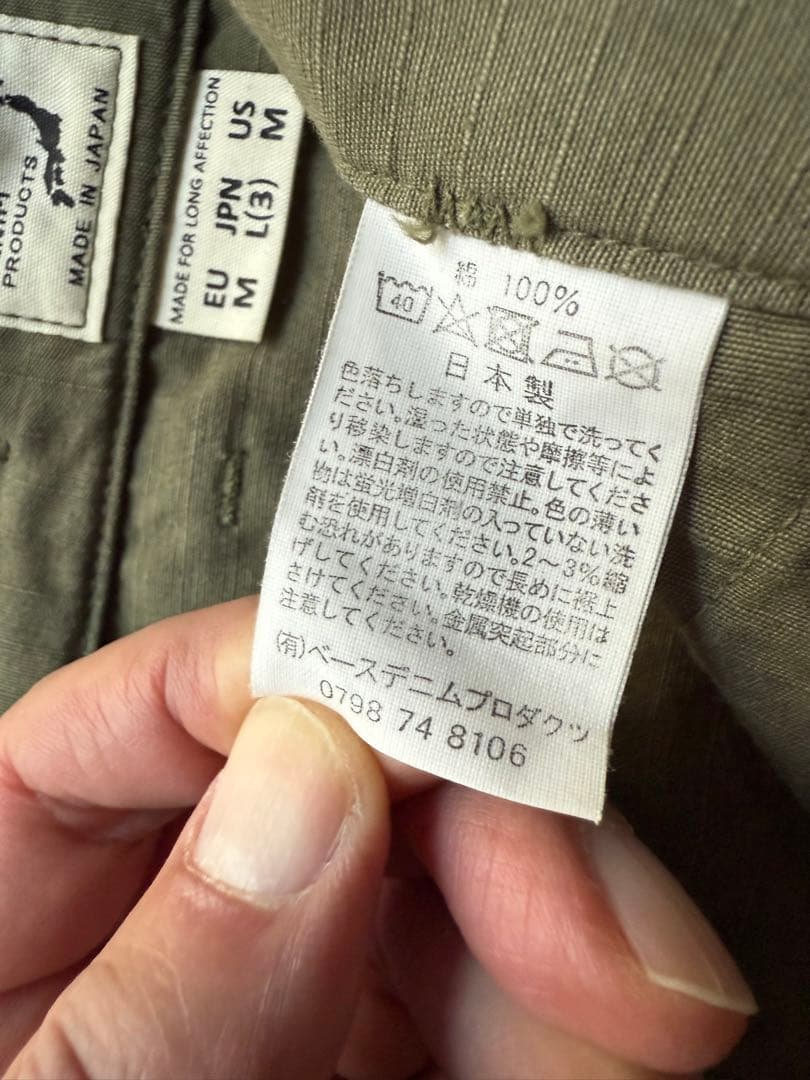 PRODUCTS
MADE IN JAPAN
MADE FOR LONG AFFECTION
EU JPN US
M L(3) M
綿 100%
40
日本製
色落ちしますので単独で洗ってく
ださい。湿った状態や摩擦等によ
り移染しますので注意してくださ
い。漂白剤の使用禁止。色の薄い
物は蛍光増白剤の入っていない洗
剤を使用してください。2〜3%縮
む恐れがありますので長めに裾上
げしてください。乾燥機の使用は
さけてください。金属突起部分に
注意してください。
(有)ベースデニムプロダクツ
0798 74 8106